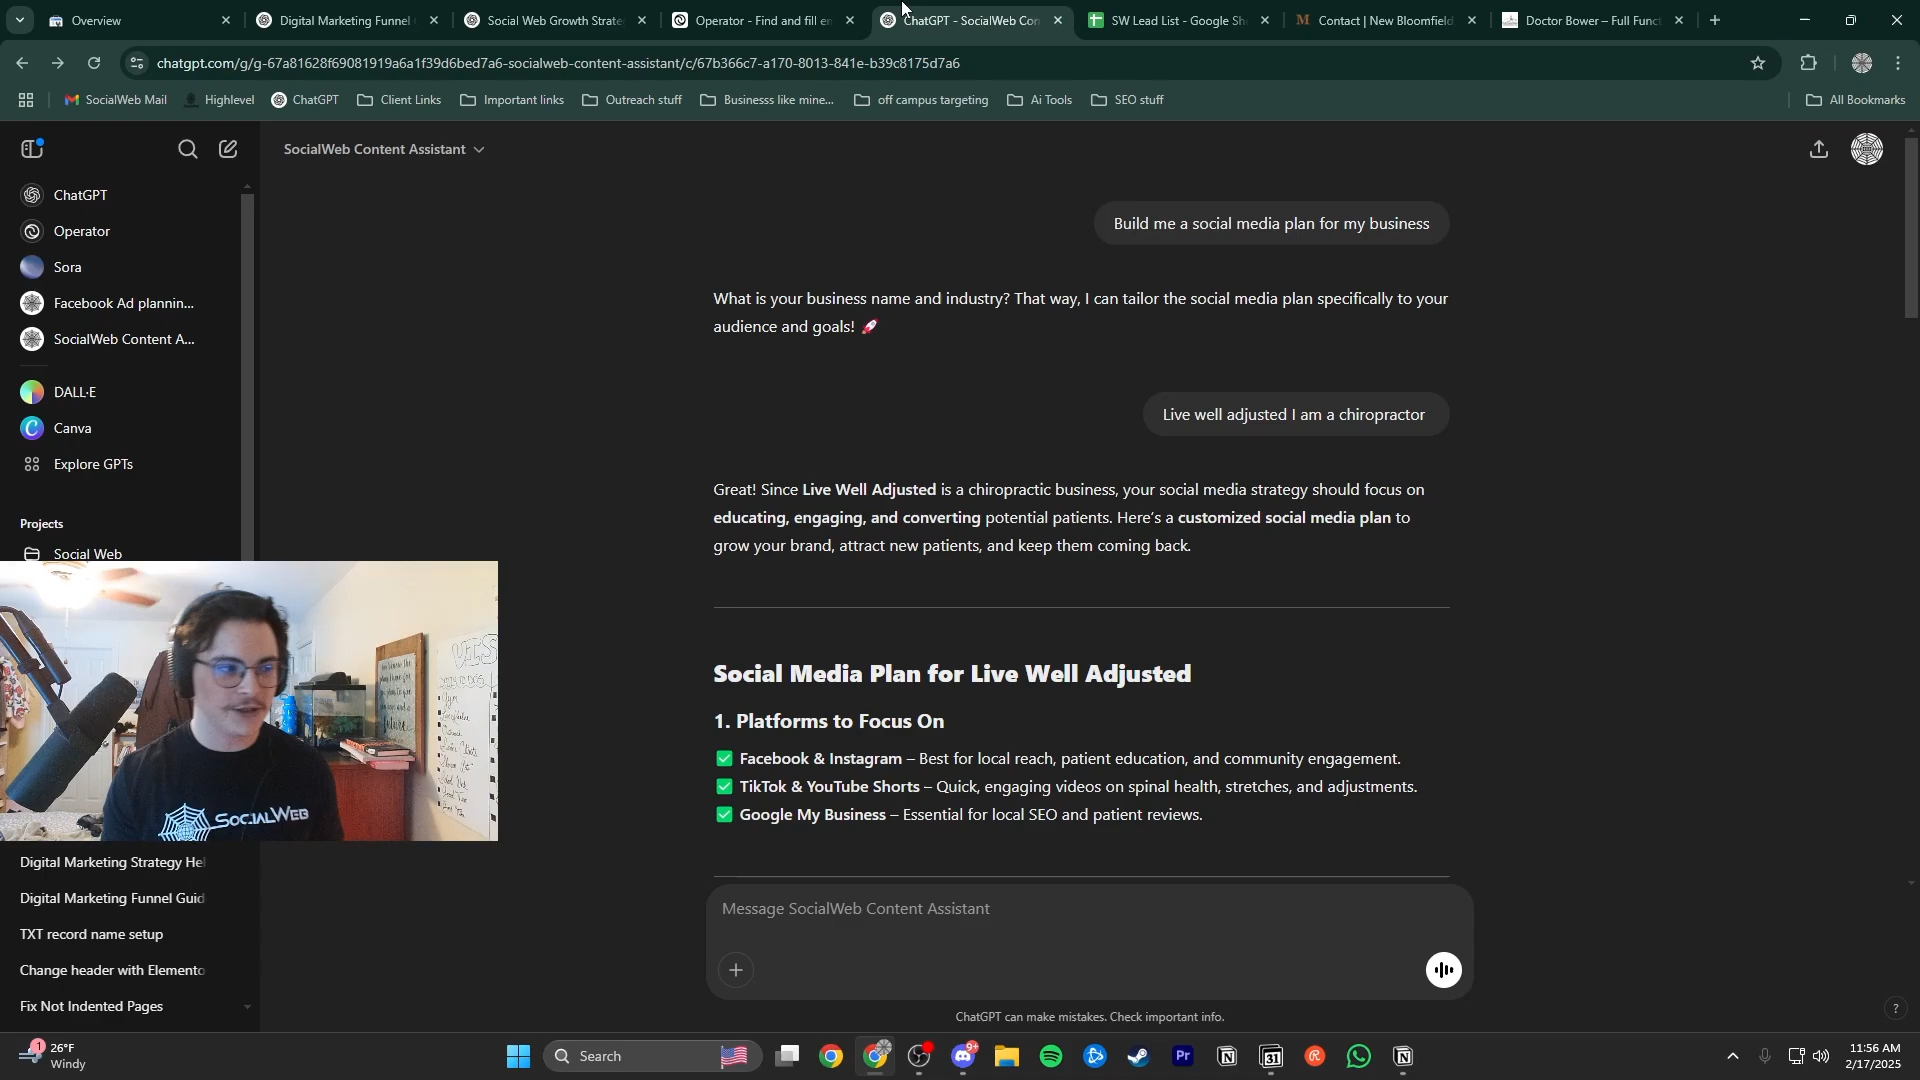 Overview
Digital Marketing Funnel
Social Web Growth Strate
Operator - Find and fill en
ChatGPT - SocialWeb Con
SW Lead List - Google She
Contact | New Bloomfield
Doctor Bower – Full Funct
chatgpt.com/g/g-67a81628f69081919a6a1f39d6bed7a6-socialweb-content-assistant/c/67b366c7-a170-8013-841e-b39c8175d7a6
SocialWeb Mail
Highlevel
ChatGPT
Client Links
Important links
Outreach stuff
Businesss like mine...
off campus targeting
Ai Tools
SEO stuff
All Bookmarks
SocialWeb Content Assistant
ChatGPT
Operator
Sora
Facebook Ad plannin...
SocialWeb Content A...
DALL·E
Canva
Explore GPTs
Projects
Social Web
Build me a social media plan for my business
What is your business name and industry? That way, I can tailor the social media plan specifically to your
audience and goals! 🚀
Live well adjusted I am a chiropractor
Great! Since Live Well Adjusted is a chiropractic business, your social media strategy should focus on
educating, engaging, and converting potential patients. Here's a customized social media plan to
grow your brand, attract new patients, and keep them coming back.
Social Media Plan for Live Well Adjusted
1. Platforms to Focus On
✅ Facebook & Instagram – Best for local reach, patient education, and community engagement.
✅ TikTok & YouTube Shorts – Quick, engaging videos on spinal health, stretches, and adjustments.
✅ Google My Business – Essential for local SEO and patient reviews.
SOCIALWEB
Digital Marketing Strategy Hel
Digital Marketing Funnel Guid
TXT record name setup
Change header with Elemento
Fix Not Indented Pages
Message SocialWeb Content Assistant
ChatGPT can make mistakes. Check important info.
?
1
26°F
Windy
Search
9+
Pr
31
11:56 AM
2/17/2025